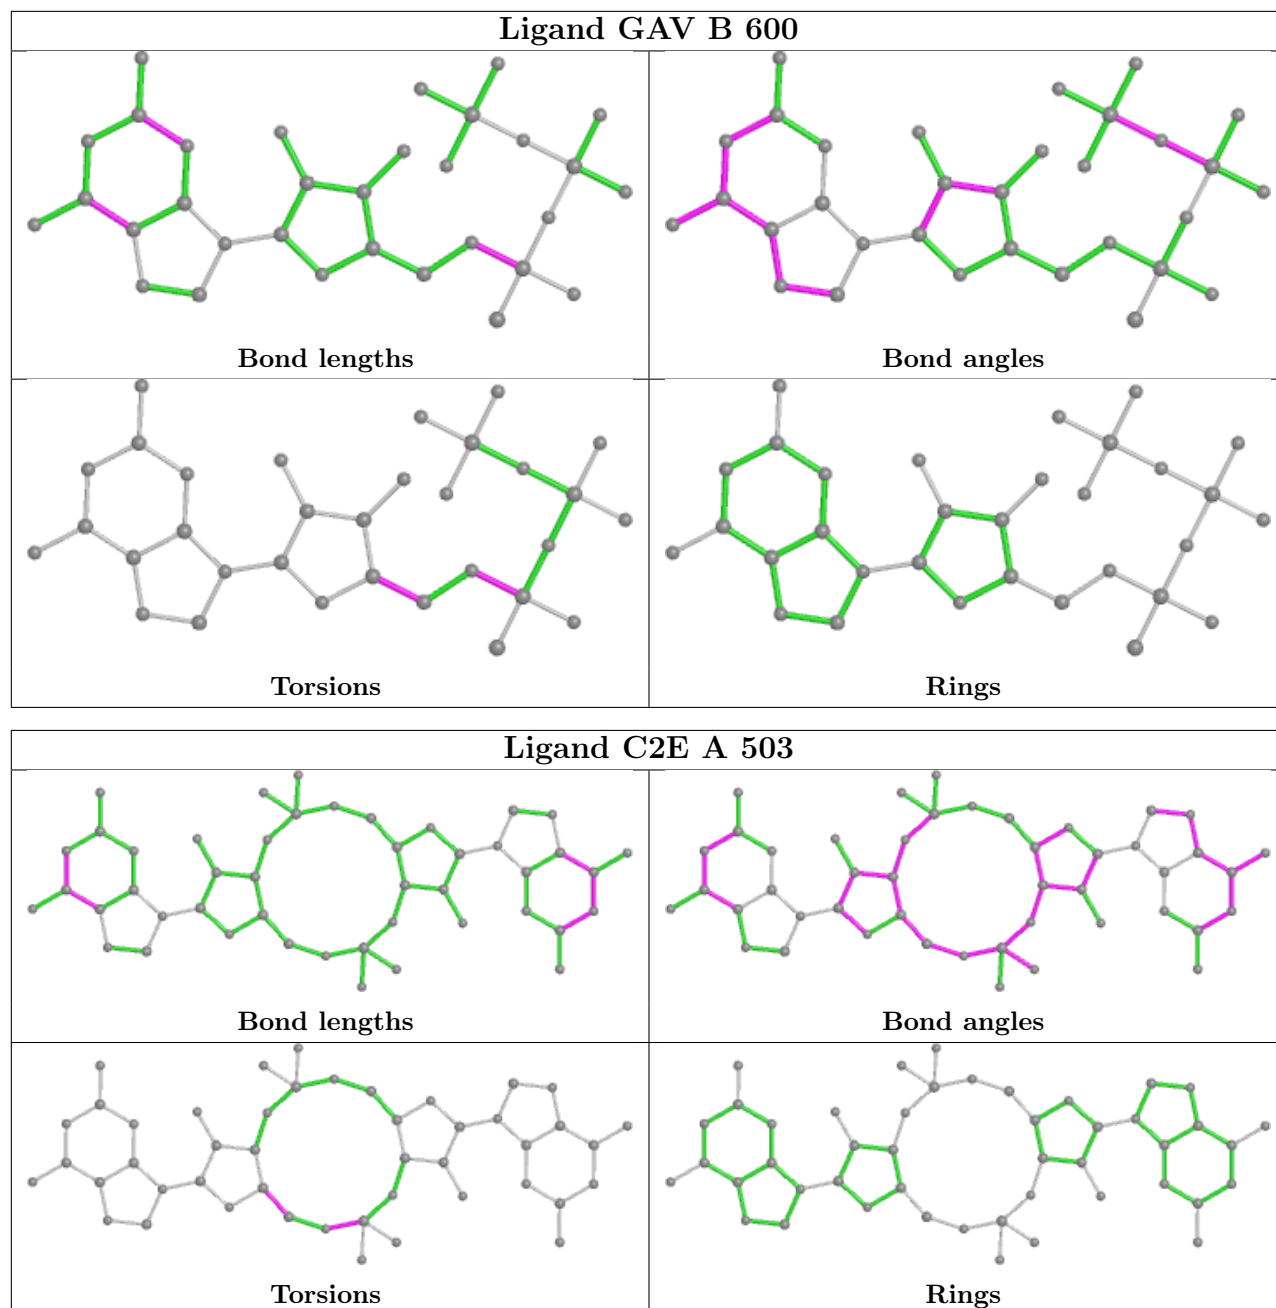 Ligand GAV B 600
Bond lengths
Bond angles
Torsions
Rings
Ligand C2E A 503
Bond lengths
Bond angles
Torsions
Rings